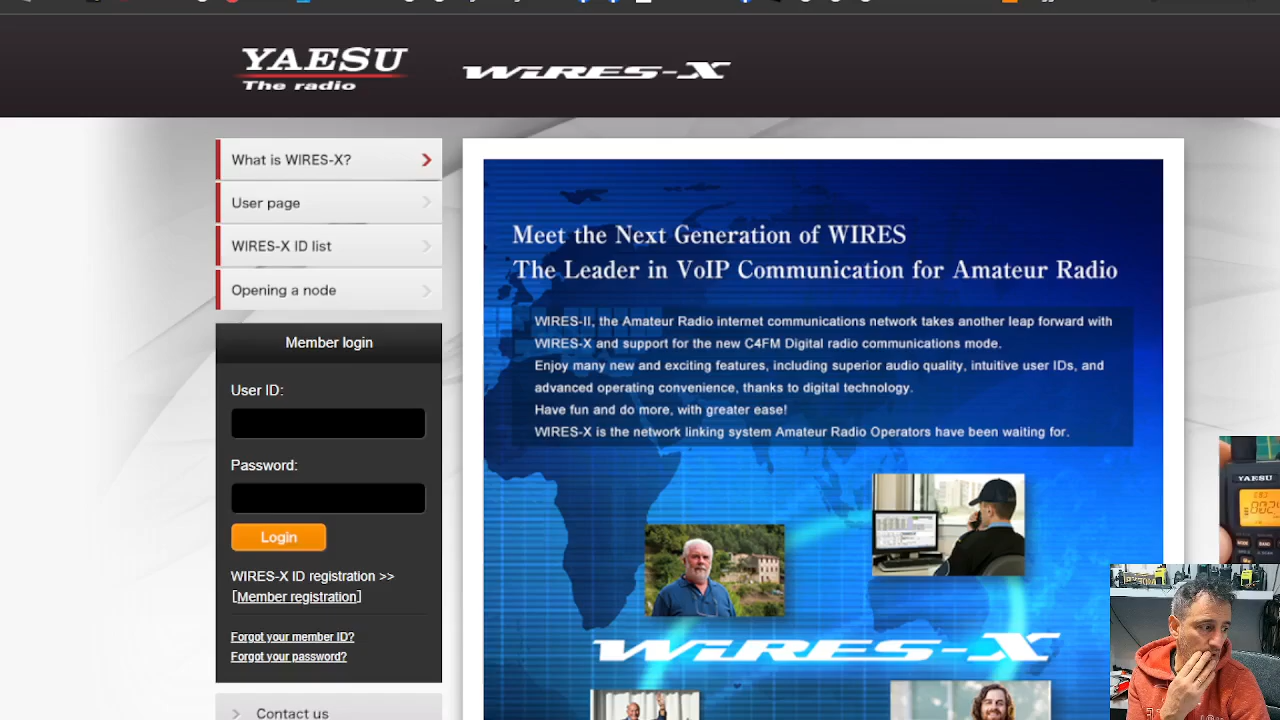 YAESU
The radio
WiRES-X
What is WIRES-X?
User page
WIRES-X ID list
Opening a node
Member login
User ID:
Password:
Login
WIRES-X ID registration >>
[Member registration]
Forgot your member ID?
Forgot your password?
Contact us
Meet the Next Generation of WIRES
The Leader in VoIP Communication for Amateur Radio
WIRES-II, the Amateur Radio internet communications network takes another leap forward with
WIRES-X and support for the new C4FM Digital radio communications mode.
Enjoy many new and exciting features, including superior audio quality, intuitive user IDs, and
advanced operating convenience, thanks to digital technology.
Have fun and do more, with greater ease!
WIRES-X is the network linking system Amateur Radio Operators have been waiting for.
WiRES-X
YAESU